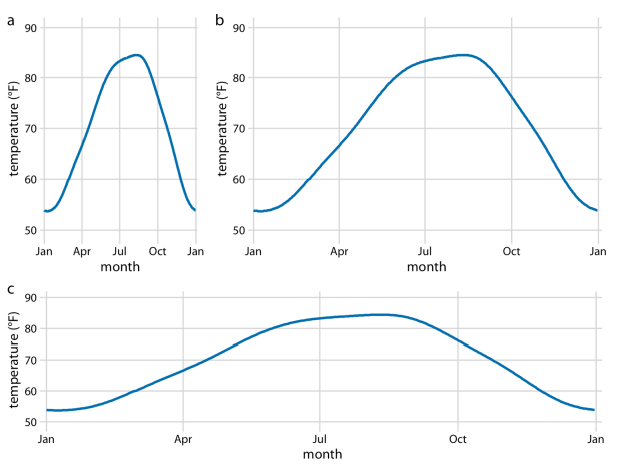 a
temperature (°F)
90
80
70
60
50
Jan Apr Jul Oct Jan
month
b
temperature (°F)
90
80
70
60
50
Jan Apr Jul Oct Jan
month
c
temperature (°F)
90
80
70
60
50
Jan Apr Jul Oct Jan
month